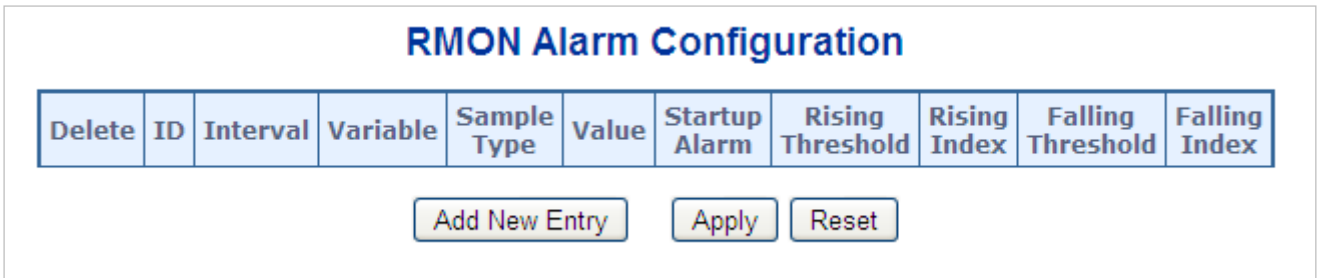 RMON Alarm Configuration
Delete ID Interval Variable Sample Type Value Startup Alarm Rising Threshold Rising Index Falling Threshold Falling Index
Add New Entry Apply Reset